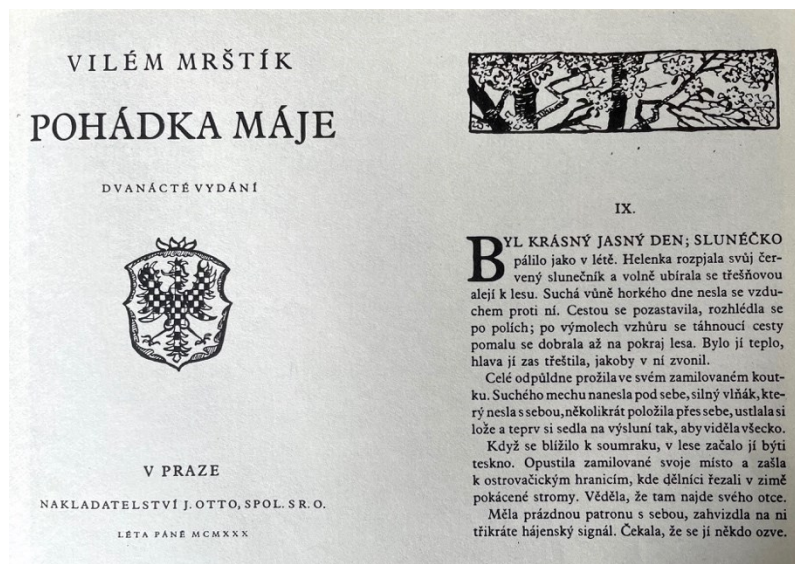 VILÉM MRŠTÍK
POHÁDKA MÁJE
DVANÁCTÉ VYDÁNÍ
V PRAZE
NAKLADATELSTVÍ J. OTTO, SPOL. S R. O.
LÉTA PÁNĚ MCMXXX
IX.
BYL KRÁSNÝ JASNÝ DEN; SLUNÉČKO
pálilo jako v létě. Helenka rozpjala svůj čer-
vený slunečník a volně ubírala se třešňovou
alejí k lesu. Suchá vůně horkého dne nesla se vzdu-
chem proti ní. Cestou se pozastavila, rozhlédla se
po polích; po výmolech vzhůru se táhnoucí cesty
pomalu se dobrala až na pokraj lesa. Bylo jí teplo,
hlava jí zas třeštila, jakoby v ní zvonil.
Celé odpůldne prožila ve svém zamilovaném kout-
ku. Suchého mechu nanesla pod sebe, silný vlňák, kte-
rý nesla s sebou, několikrát položila přes sebe, ustlala si
lože a teprv si sedla na výsluní tak, aby viděla všecko.
Když se blížilo k soumraku, v lese začalo jí býti
teskno. Opustila zamilované svoje místo a zašla
k ostrovačickým hranicím, kde dělníci řezali v zimě
pokácené stromy. Věděla, že tam najde svého otce.
Měla prázdnou patronu s sebou, zahvizdla na ni
třikráte hájenský signál. Čekala, že se jí někdo ozve.